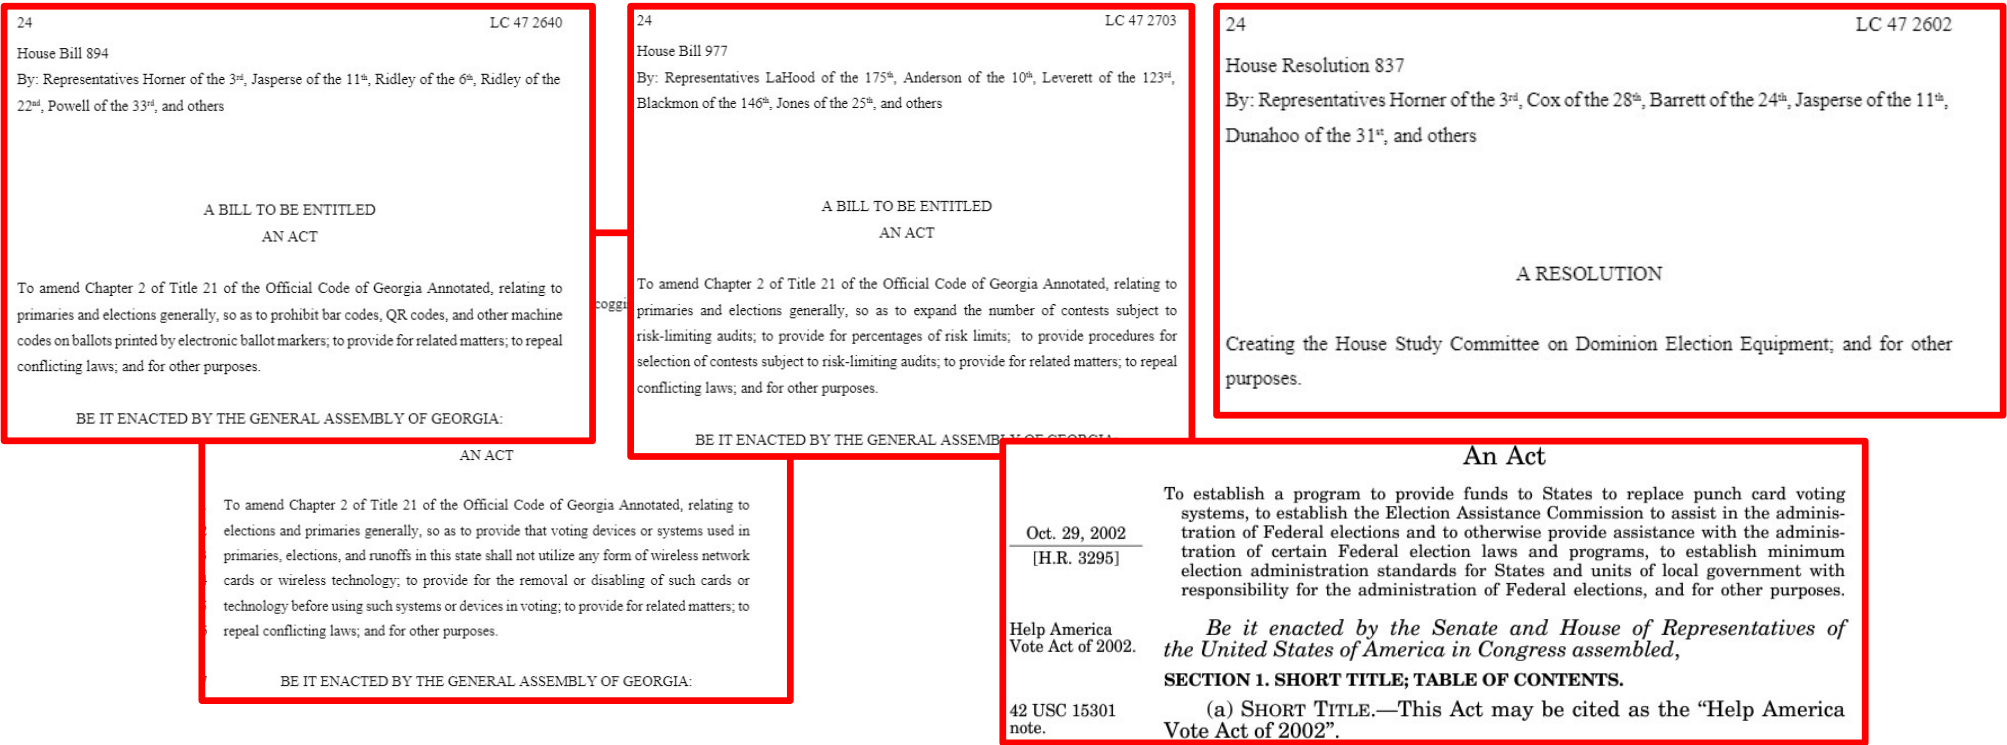 24 LC 47 2640
House Bill 894
By: Representatives Horner of the 3rd, Jasperse of the 11th, Ridley of the 6th, Ridley of the
22nd, Powell of the 33rd, and others
A BILL TO BE ENTITLED
AN ACT
To amend Chapter 2 of Title 21 of the Official Code of Georgia Annotated, relating to
primaries and elections generally, so as to prohibit bar codes, QR codes, and other machine
codes on ballots printed by electronic ballot markers; to provide for related matters; to repeal
conflicting laws; and for other purposes.
BE IT ENACTED BY THE GENERAL ASSEMBLY OF GEORGIA:
24 LC 47 2703
House Bill 977
By: Representatives LaHood of the 175th, Anderson of the 10th, Leverett of the 123rd,
Blackmon of the 146th, Jones of the 25th, and others
A BILL TO BE ENTITLED
AN ACT
To amend Chapter 2 of Title 21 of the Official Code of Georgia Annotated, relating to
primaries and elections generally, so as to expand the number of contests subject to
risk-limiting audits; to provide for percentages of risk limits; to provide procedures for
selection of contests subject to risk-limiting audits; to provide for related matters; to repeal
conflicting laws; and for other purposes.
BE IT ENACTED BY THE GENERAL
24 LC 47 2602
House Resolution 837
By: Representatives Horner of the 3rd, Cox of the 28th, Barrett of the 24th, Jasperse of the 11th,
Dunahoo of the 31st, and others
A RESOLUTION
Creating the House Study Committee on Dominion Election Equipment; and for other
purposes.
AN ACT
To amend Chapter 2 of Title 21 of the Official Code of Georgia Annotated, relating to
elections and primaries generally, so as to provide that voting devices or systems used in
primaries, elections, and runoffs in this state shall not utilize any form of wireless network
cards or wireless technology; to provide for the removal or disabling of such cards or
technology before using such systems or devices in voting; to provide for related matters; to
repeal conflicting laws; and for other purposes.
BE IT ENACTED BY THE GENERAL ASSEMBLY OF GEORGIA:
An Act
Oct. 29, 2002
[H.R. 3295]
To establish a program to provide funds to States to replace punch card voting
systems, to establish the Election Assistance Commission to assist in the adminis-
tration of Federal elections and to otherwise provide assistance with the adminis-
tration of certain Federal election laws and programs, to establish minimum
election administration standards for States and units of local government with
responsibility for the administration of Federal elections, and for other purposes.
Help America
Vote Act of 2002.
Be it enacted by the Senate and House of Representatives of
the United States of America in Congress assembled,
SECTION 1. SHORT TITLE; TABLE OF CONTENTS.
42 USC 15301
note.
(a) SHORT TITLE.—This Act may be cited as the “Help America
Vote Act of 2002”.